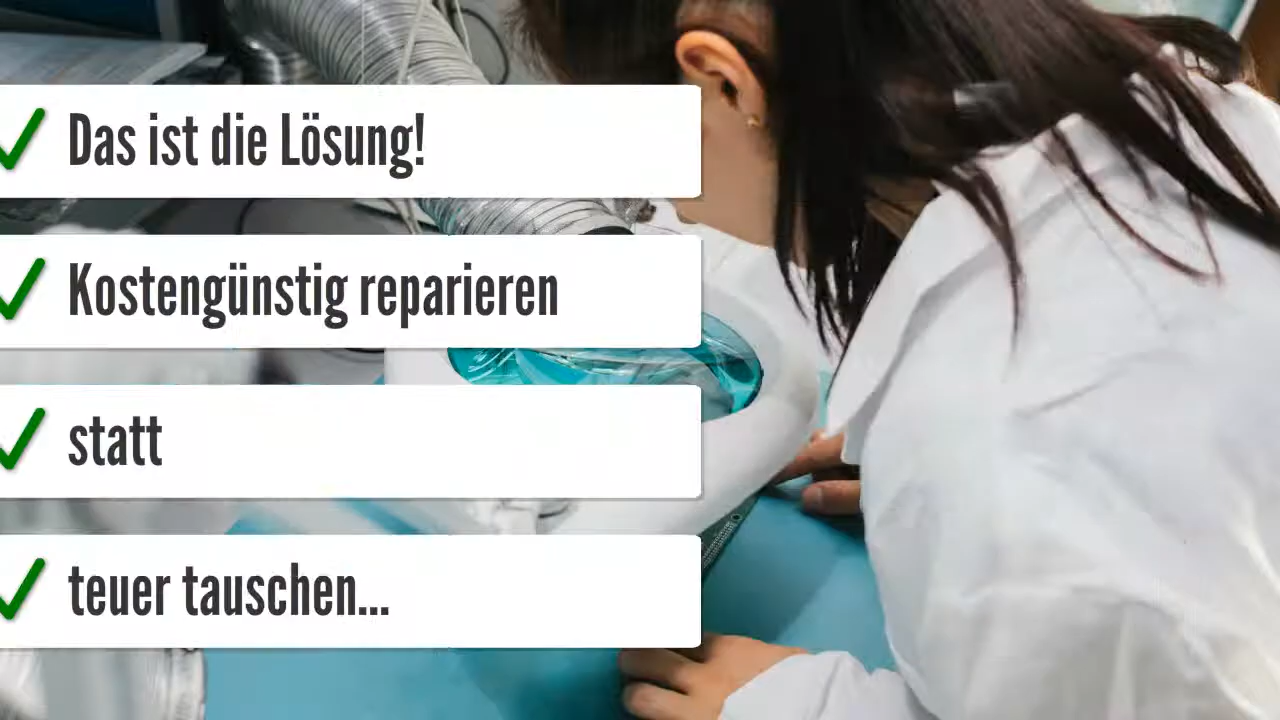 Das ist die Lösung!
Kostengünstig reparieren
statt
teuer tauschen...